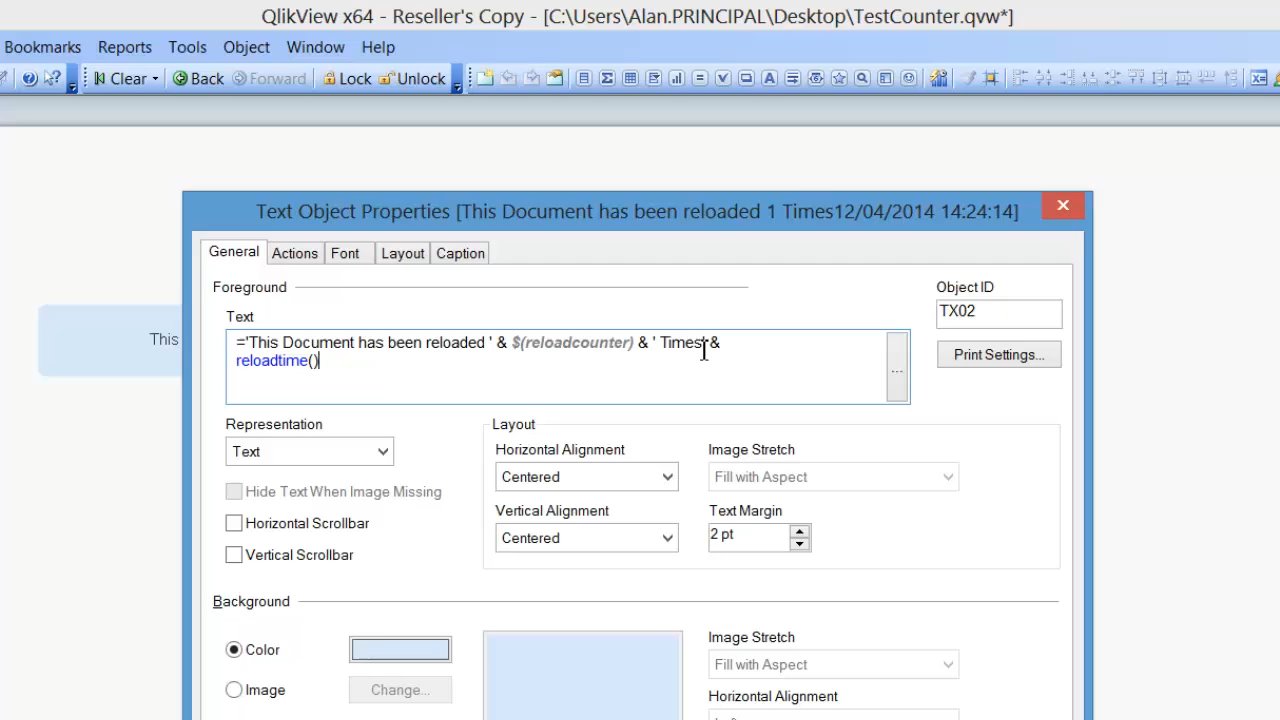 QlikView x64 - Reseller's Copy - [C:\Users\Alan.PRINCIPAL\Desktop\TestCounter.qvw*]
Bookmarks Reports Tools Object Window Help
Clear Back Forward Lock Unlock
Text Object Properties [This Document has been reloaded 1 Times12/04/2014 14:24:14]
General Actions Font Layout Caption
Foreground
Object ID
Text
TX02
This
='This Document has been reloaded ' & $(reloadcounter) & ' Times' &
reloadtime()
...
Print Settings...
Representation
Layout
Text
Horizontal Alignment
Image Stretch
Centered
Fill with Aspect
Hide Text When Image Missing
Vertical Alignment
Text Margin
Horizontal Scrollbar
Centered
2 pt
Vertical Scrollbar
Background
Color
Image Stretch
Fill with Aspect
Image
Change...
Horizontal Alignment